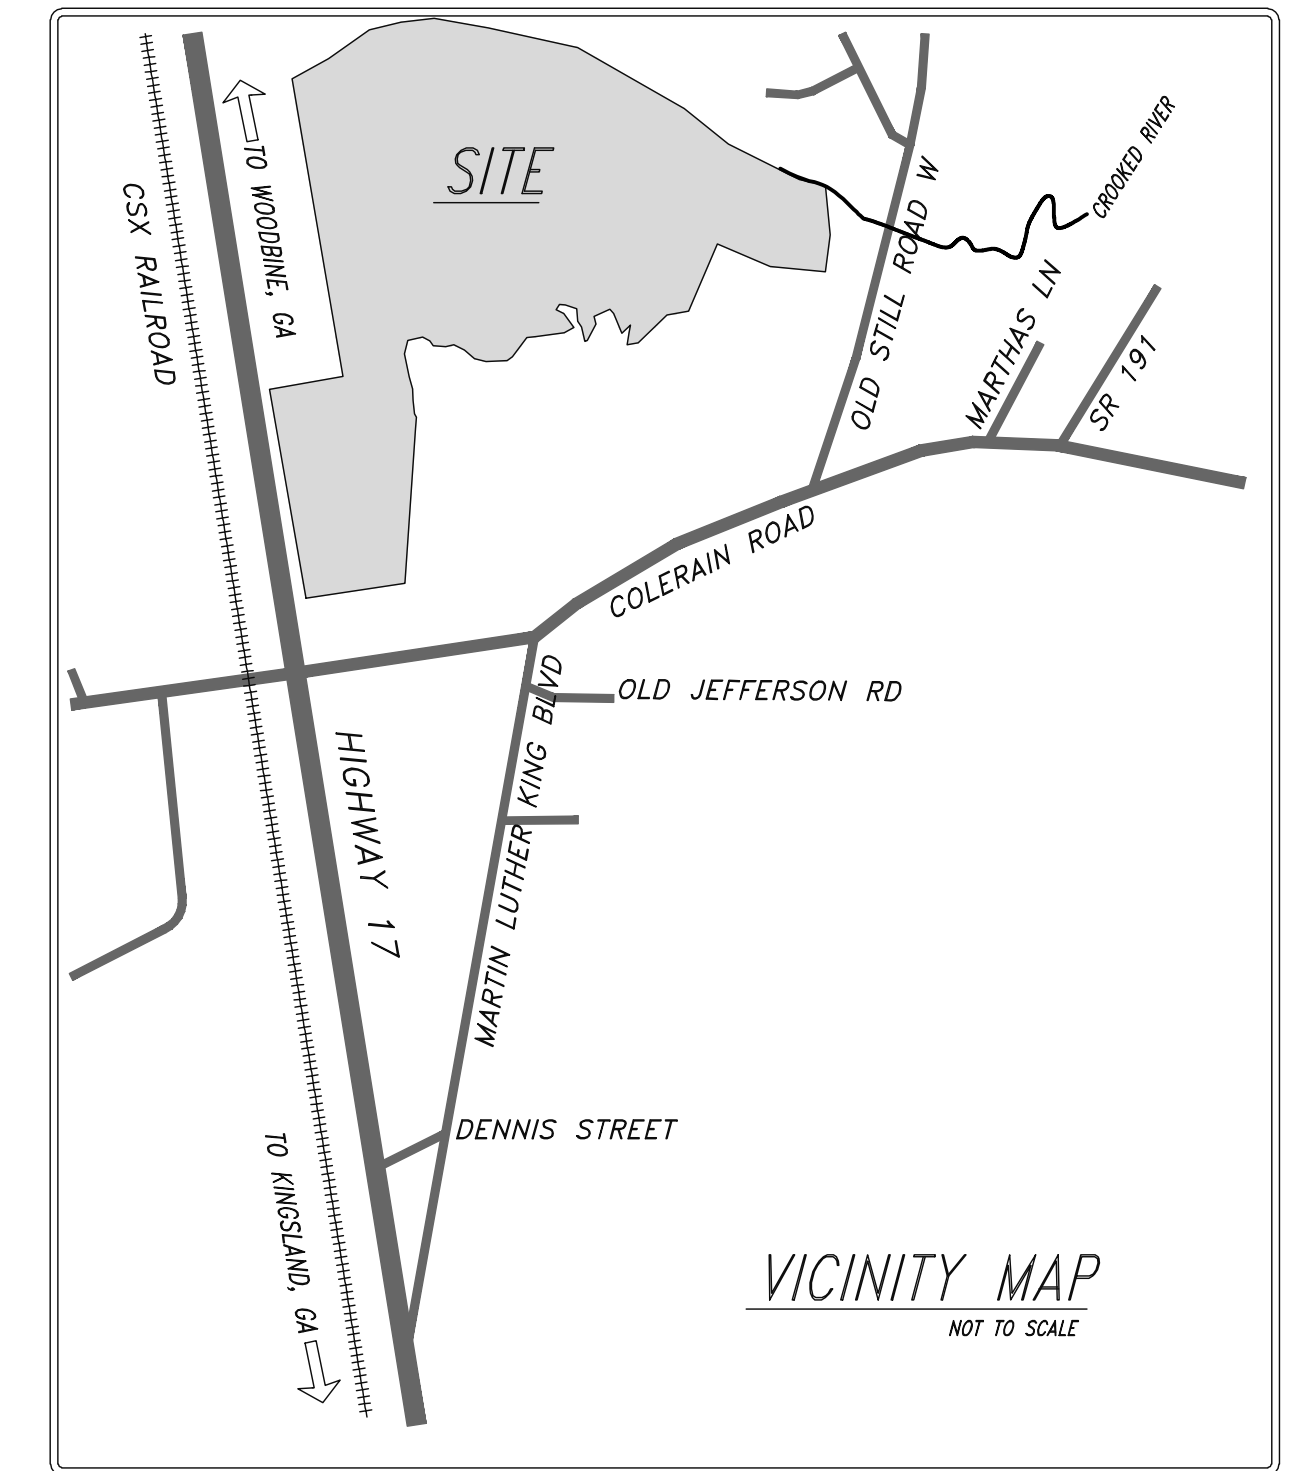 SITE
CROOKED RIVER
TO WOODBINE, GA
CSX RAILROAD
OLD STILL ROAD W
MARTHAS LN
SR 191
COLERAIN ROAD
OLD JEFFERSON RD
HIGHWAY 17
MARTIN LUTHER KING BLVD
DENNIS STREET
TO KINGSLAND, GA
VICINITY MAP
NOT TO SCALE